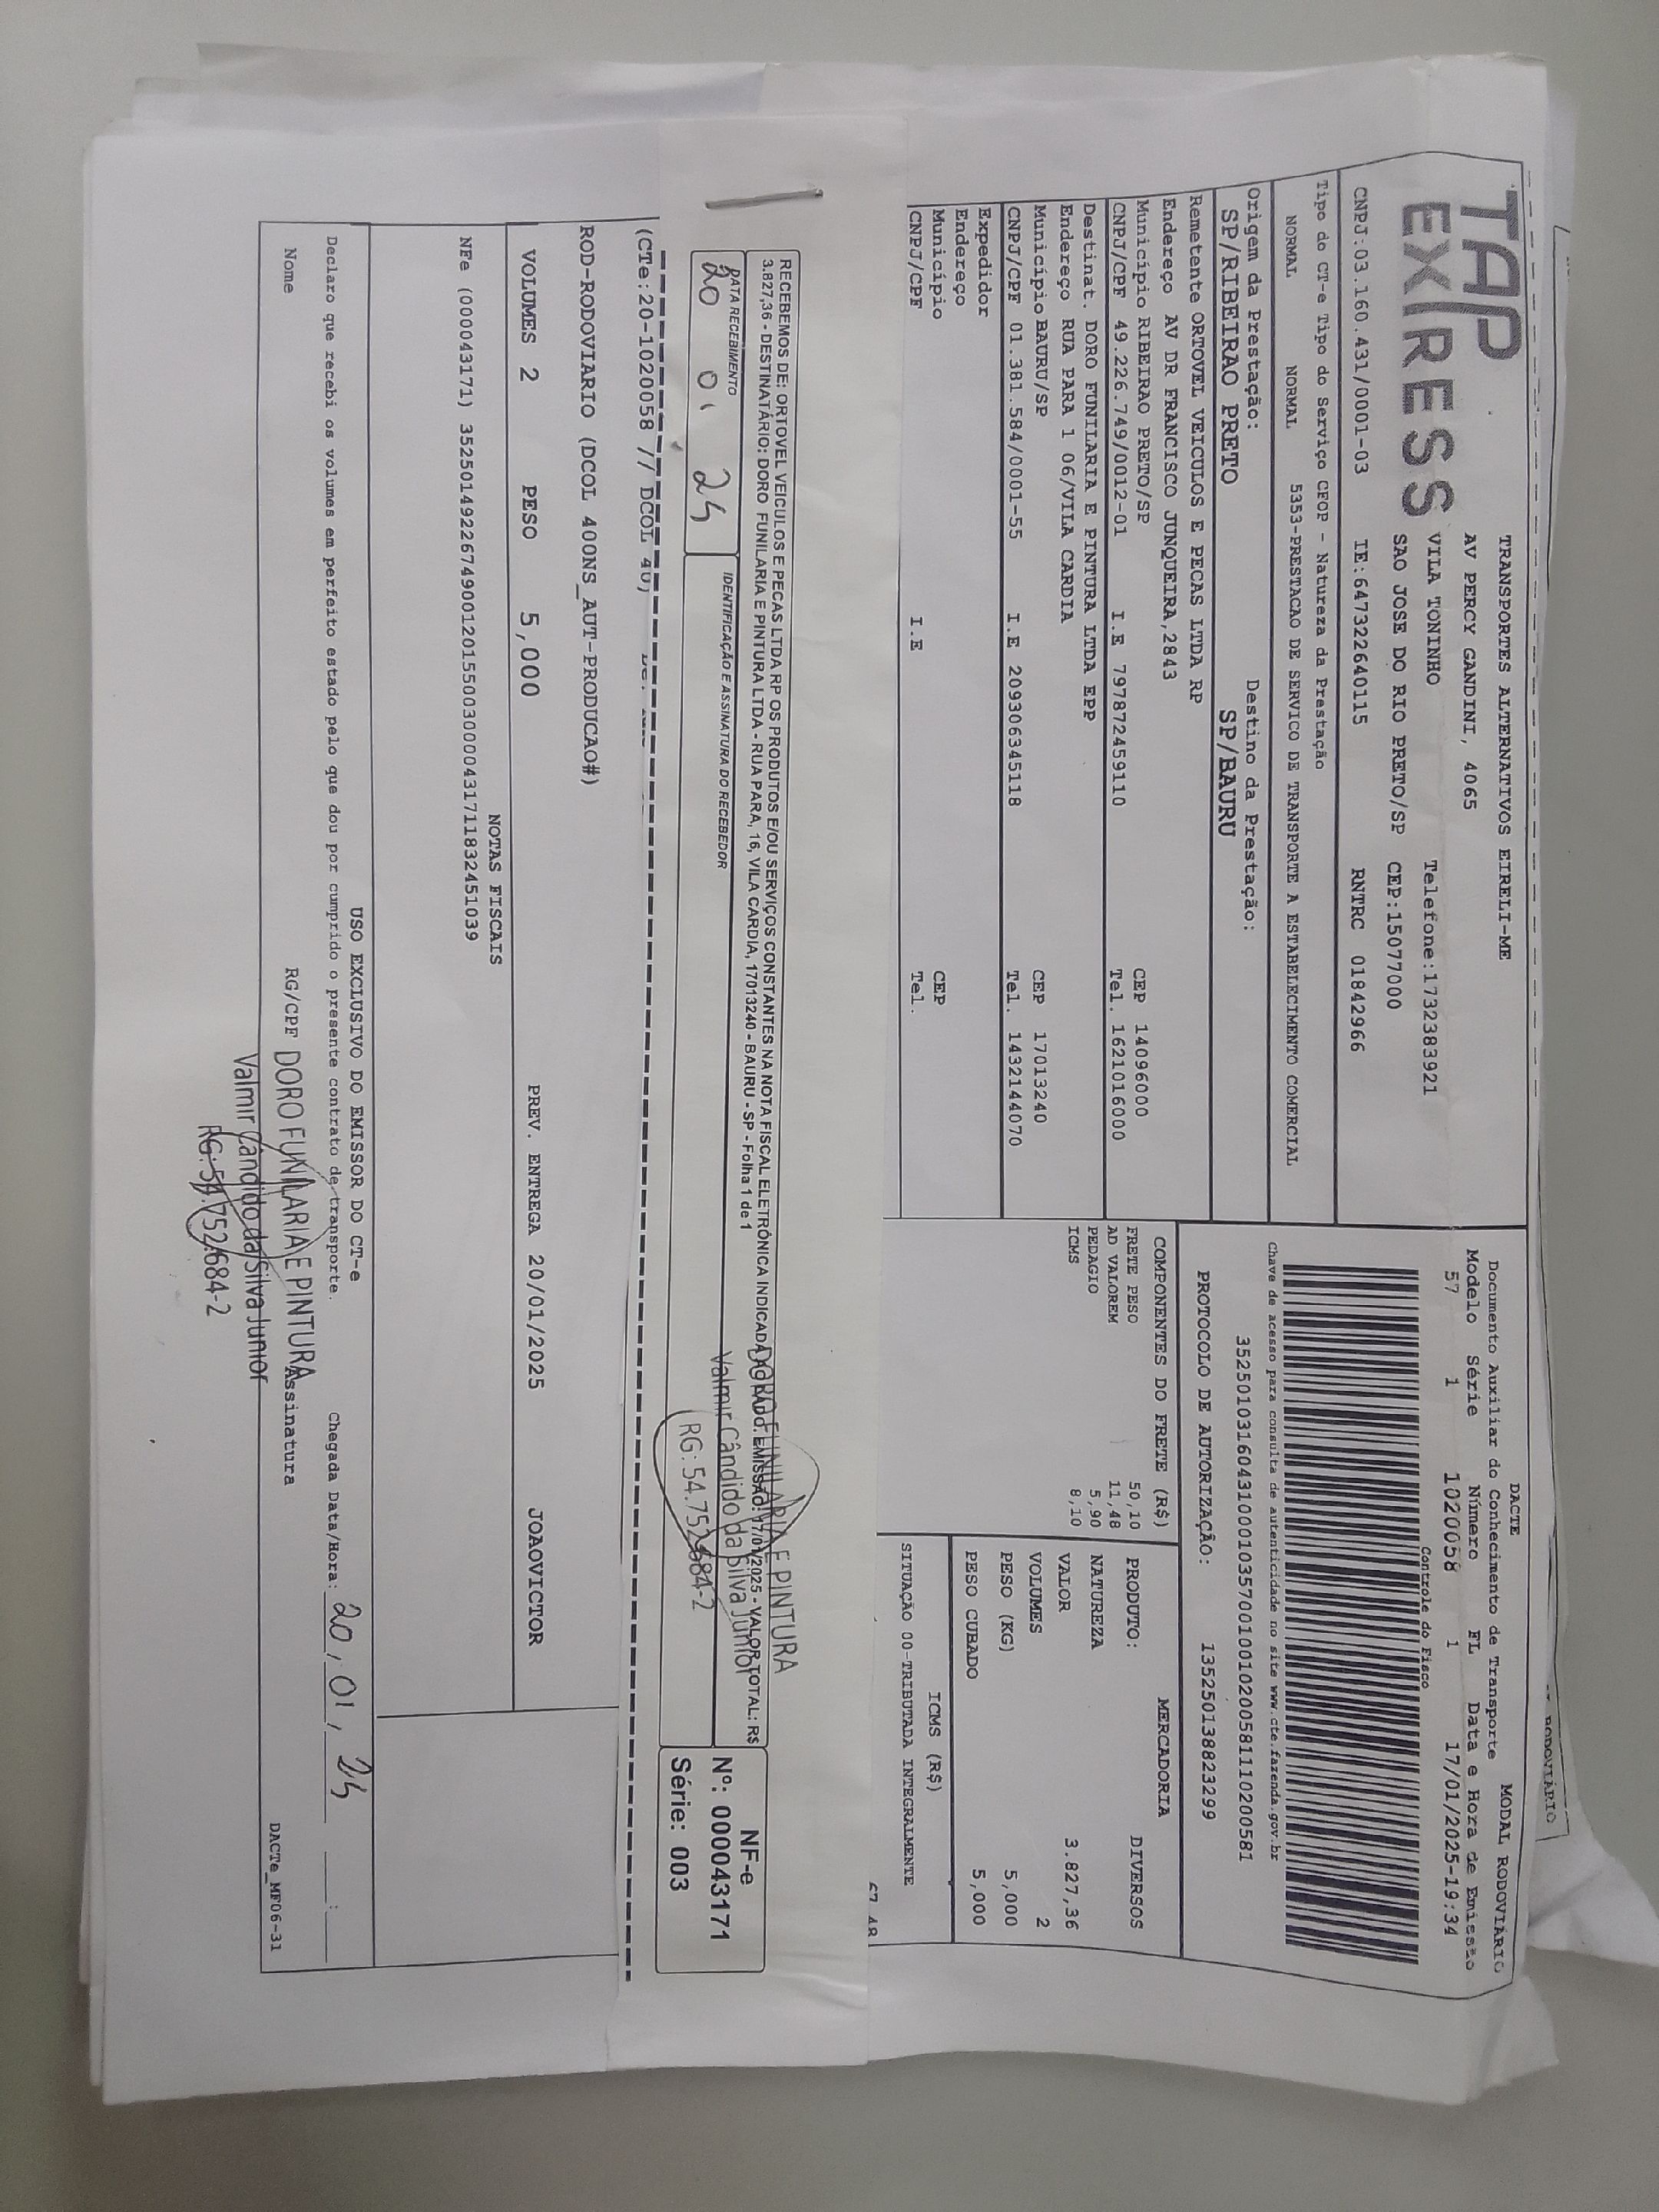 TAP
EXPRESS
TRANSPORTES ALTERNATIVOS EIRELI-ME
AV PERCY GANDINI, 4065
VILA TONINHO Telefone:1732383921
SAO JOSE DO RIO PRETO/SP CEP:15077000
CNPJ:03.160.431/0001-03 IE:647322640115 RNTRC 01842966
Tipo do CT-e Tipo do Serviço CFOP - Natureza da Prestação
NORMAL NORMAL 5353-PRESTACAO DE SERVICO DE TRANSPORTE A ESTABELECIMENTO COMERCIAL
Origem da Prestação: Destino da Prestação:
SP/RIBEIRAO PRETO SP/BAURU
Remetente ORTOVEL VEICULOS E PECAS LTDA RP
Endereço AV DR FRANCISCO JUNQUEIRA,2843
Município RIBEIRAO PRETO/SP CEP 14096000
CNPJ/CPF 49.226.749/0012-01 I.E 797872459110 Tel. 1621016000
Destinat. DORO FUNILARIA E PINTURA LTDA EPP
Endereço RUA PARA 1 06/VILA CARDIA
Município BAURU/SP CEP 17013240
CNPJ/CPF 01.381.584/0001-55 I.E 209306345118 Tel. 1432144070
Expedidor
Endereço
Município CEP
CNPJ/CPF I.E Tel.
DACTE MODAL RODOVIÁRIO
Documento Auxiliar do Conhecimento de Transporte
Modelo Série Número FL Data e Hora de Emissão
57 1 1020058 1 17/01/2025-19:34
Controle do Fisco
Chave de acesso para consulta de autenticidade no site www.cte.fazenda.gov.br
35250103160431000103570010010200581110200581
PROTOCOLO DE AUTORIZAÇÃO: 135250138823299
COMPONENTES DO FRETE (R$)
FRETE PESO 50,10
AD VALOREM 11,48
PEDAGIO 5,90
ICMS 8,10
MERCADORIA
PRODUTO: DIVERSOS
NATUREZA
VALOR 3.827,36
VOLUMES 2
PESO (KG) 5,000
PESO CUBADO 5,000
ICMS (R$)
SITUAÇÃO 00-TRIBUTADA INTEGRALMENTE
RECEBEMOS DE: ORTOVEL VEICULOS E PECAS LTDA RP OS PRODUTOS E/OU SERVIÇOS CONSTANTES NA NOTA FISCAL ELETRÔNICA INDICADA AO LADO. EMISSÃO: 17/01/2025 - VALOR TOTAL: R$
3.827,36 - DESTINATÁRIO: DORO FUNILARIA E PINTURA LTDA - RUA PARA, 16, VILA CARDIA, 17013240 - BAURU - SP - Folha 1 de 1
DATA RECEBIMENTO IDENTIFICAÇÃO E ASSINATURA DO RECEBEDOR
20 01 25
DORO FUNILARIA E PINTURA
Valmir Cândido da Silva Junior
RG: 54.752.684-2
NF-e
Nº: 000043171
Série: 003
(CTe:20-1020058 // DCOL 40)
ROD-RODOVIARIO (DCOL 400NS_AUT-PRODUCAO#)
VOLUMES 2 PESO 5,000 PREV. ENTREGA 20/01/2025 JOAOVICTOR
NOTAS FISCAIS
NFe (000043171) 35250149226749001201550030000431711832451039
USO EXCLUSIVO DO EMISSOR DO CT-e
Declaro que recebi os volumes em perfeito estado pelo que dou por cumprido o presente contrato de transporte. Chegada Data/Hora: 20/01/25 :
Nome RG/CPF Assinatura
DORO FUNILARIA E PINTURA
Valmir Cândido da Silva Junior
RG: 54.752.684-2
DACTe_MF06-31
RODOVIÁRIO